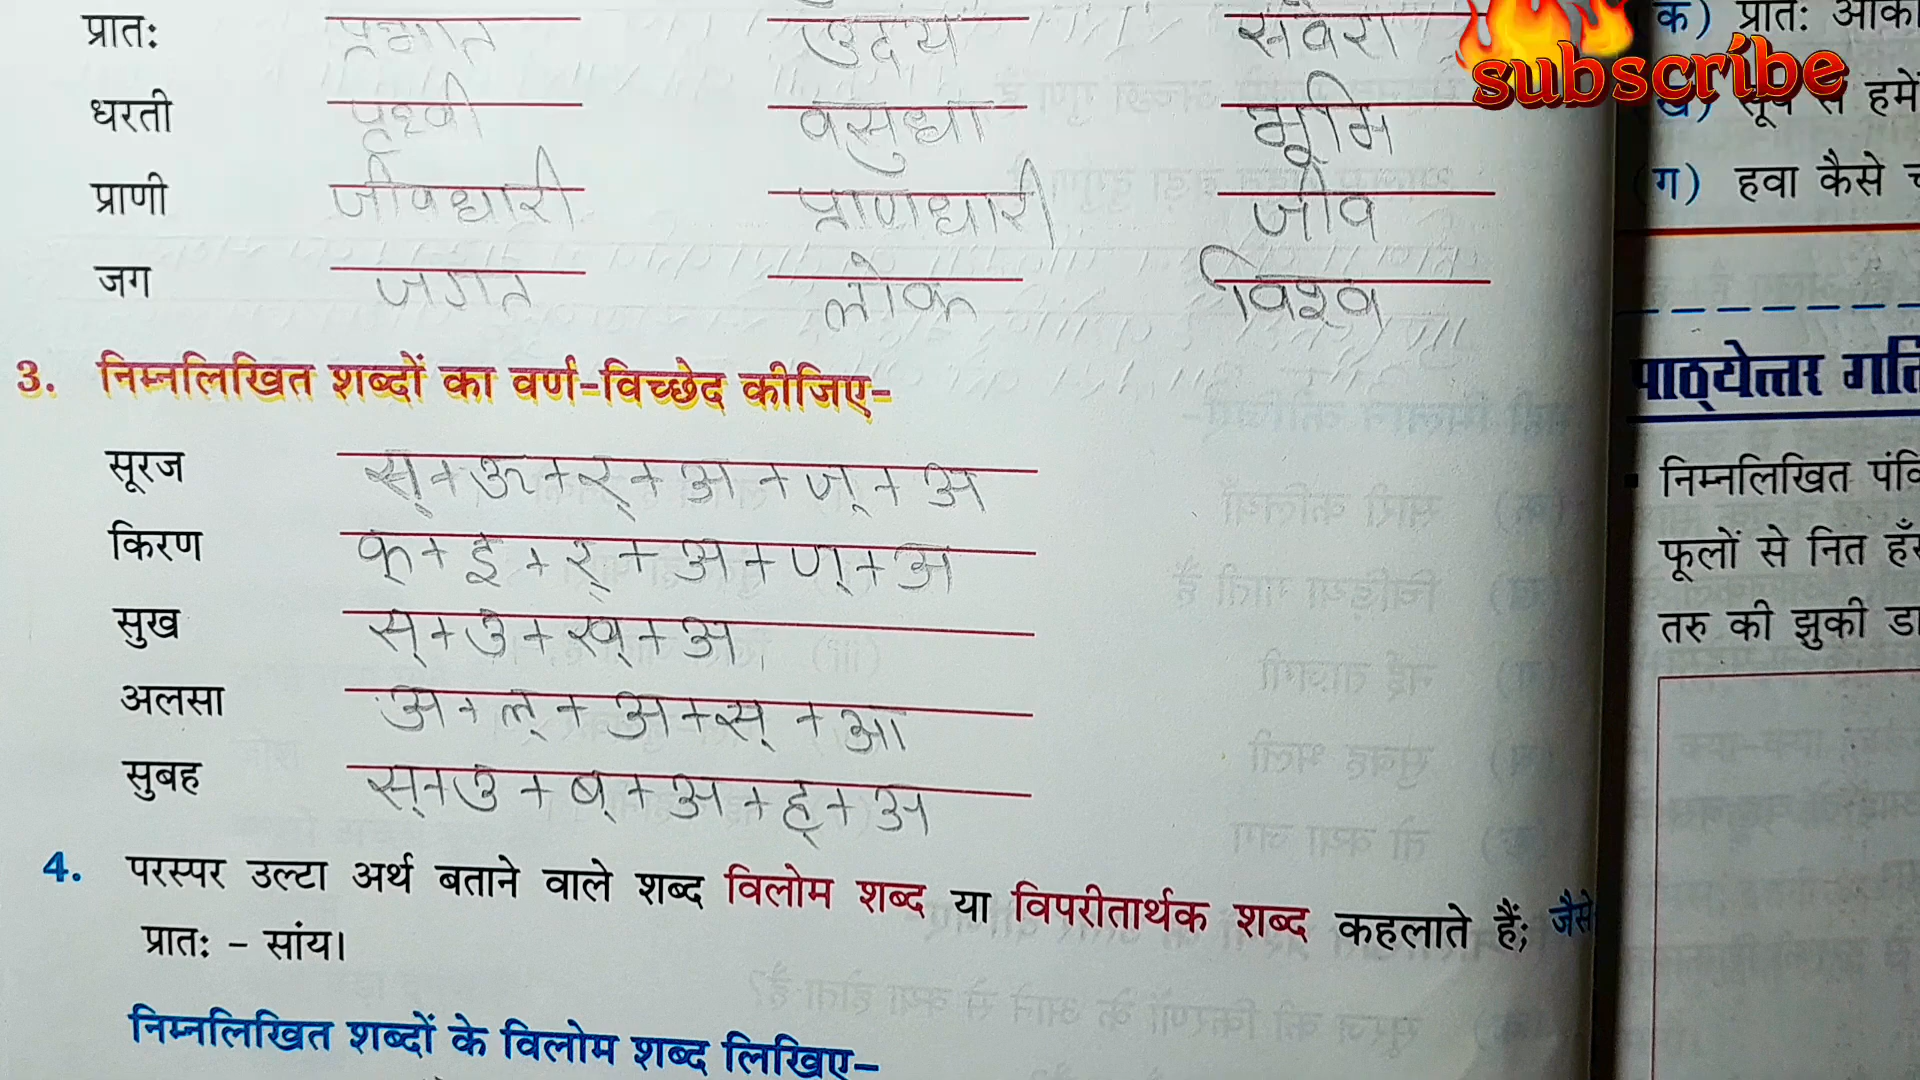 प्रातः प्रभात उदय सवेरा
धरती पृथ्वी वसुधा भूमि
प्राणी जीवधारी प्राणधारी जीव
जग जगत लोक विश्व
3. निम्नलिखित शब्दों का वर्ण-विच्छेद कीजिए-
सूरज स्+ऊ+र्+अ+ज्+अ
किरण क्+इ+र्+अ+ण्+अ
सुख स्+उ+ख्+अ
अलसा अ+ल्+अ+स्+आ
सुबह स्+उ+ब्+अ+ह्+अ
4. परस्पर उल्टा अर्थ बताने वाले शब्द विलोम शब्द या विपरीतार्थक शब्द कहलाते हैं; जैसे
प्रातः - सांय।
निम्नलिखित शब्दों के विलोम शब्द लिखिए-
subscribe
क) प्रातः
ख) से हमें
ग) हवा कैसे
पाठ्येत्तर
निम्नलिखित
फूलों से नित
तरु की झुकी